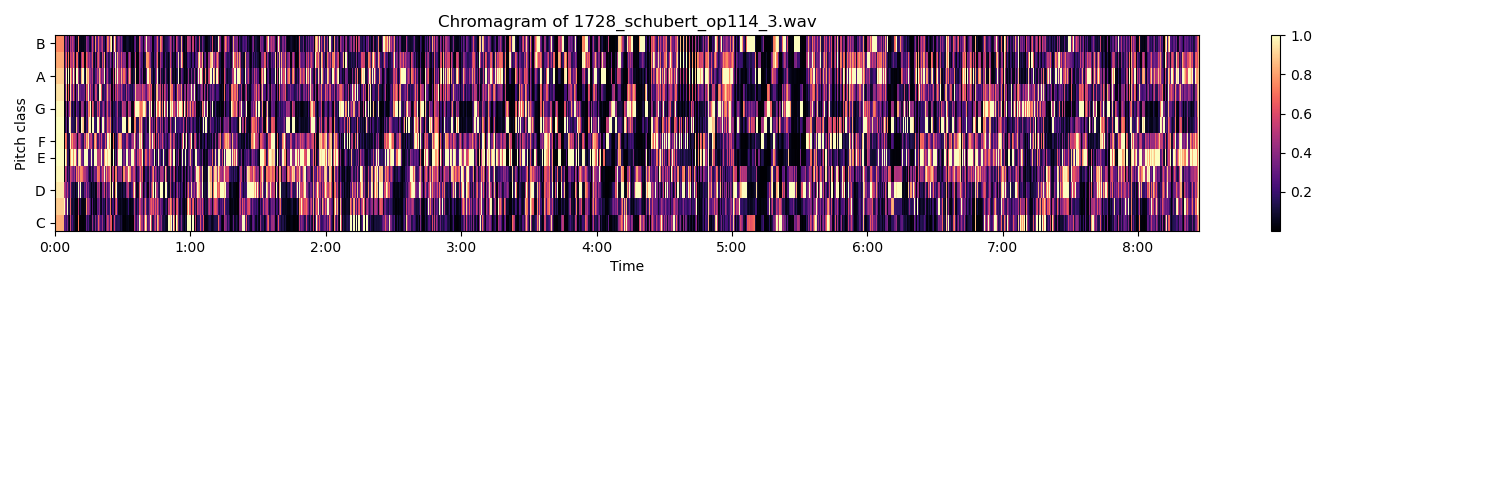 Chromagram of 1728_schubert_op114_3.wav
Pitch class
B
A
G
F
E
D
C
0:00 1:00 2:00 3:00 4:00 5:00 6:00 7:00 8:00
Time
1.0
0.8
0.6
0.4
0.2